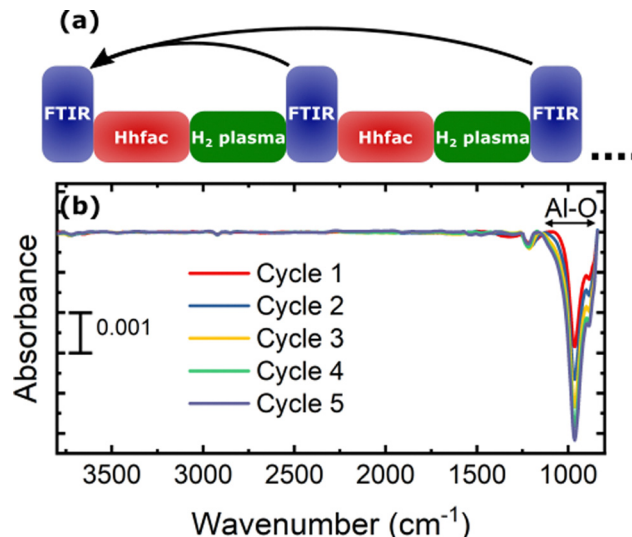 (a)
FTIR Hhfac H₂ plasma FTIR Hhfac H₂ plasma FTIR
(b)
Al-O
Cycle 1
Cycle 2
Cycle 3
Cycle 4
Cycle 5
0.001
Absorbance
3500 3000 2500 2000 1500 1000
Wavenumber (cm⁻¹)